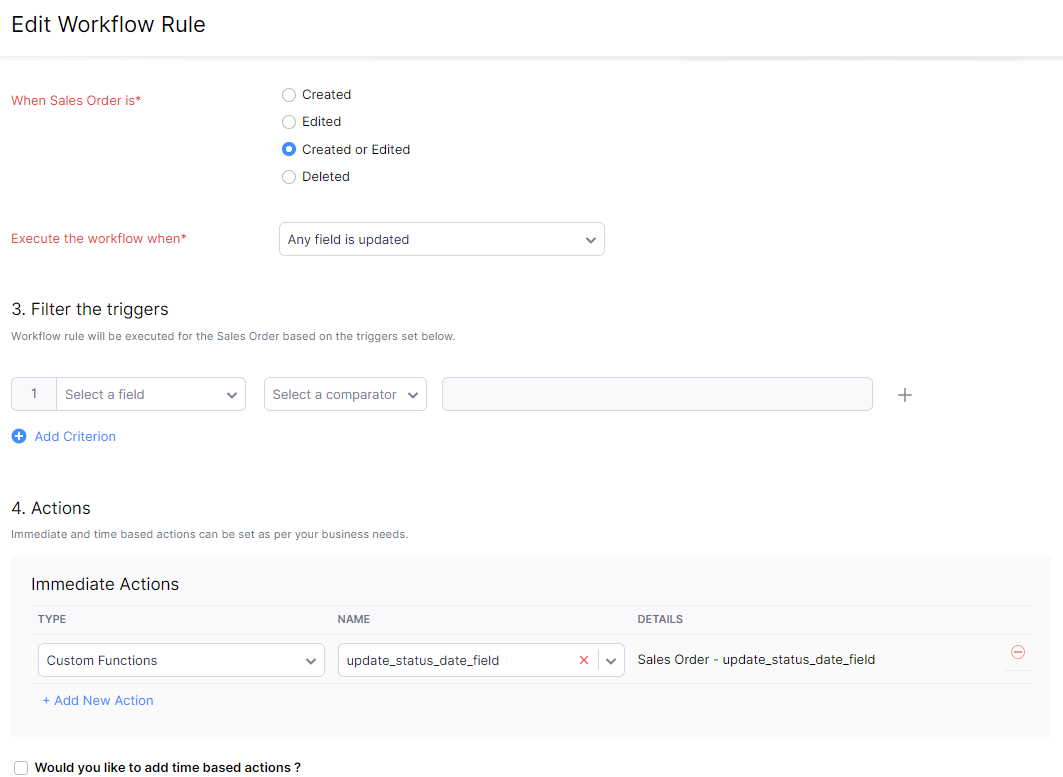 Edit Workflow Rule
When Sales Order is*
Created
Edited
Created or Edited
Deleted
Execute the workflow when*
Any field is updated
3. Filter the triggers
Workflow rule will be executed for the Sales Order based on the triggers set below.
1 Select a field Select a comparator
Add Criterion
4. Actions
Immediate and time based actions can be set as per your business needs.
Immediate Actions
TYPE NAME DETAILS
Custom Functions update_status_date_field Sales Order - update_status_date_field
+ Add New Action
Would you like to add time based actions ?